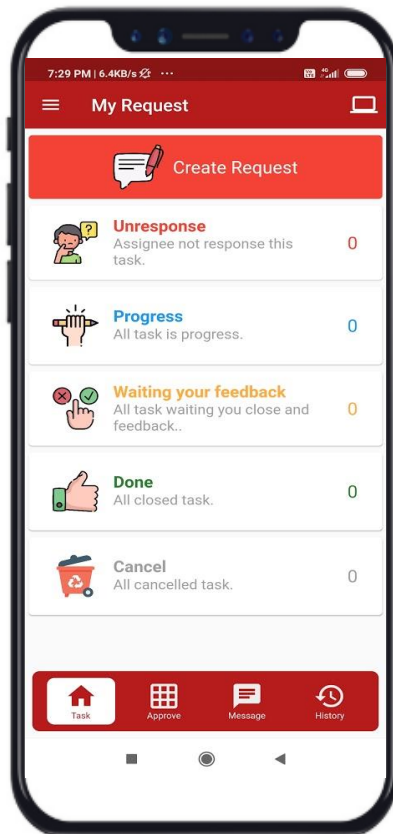 7:29 PM | 6.4KB/s ...
My Request
Create Request
Unresponse
Assignee not response this
task.
0
Progress
All task is progress.
0
Waiting your feedback
All task waiting you close and
feedback..
0
Done
All closed task.
0
Cancel
All cancelled task.
0
Task
Approve
Message
History